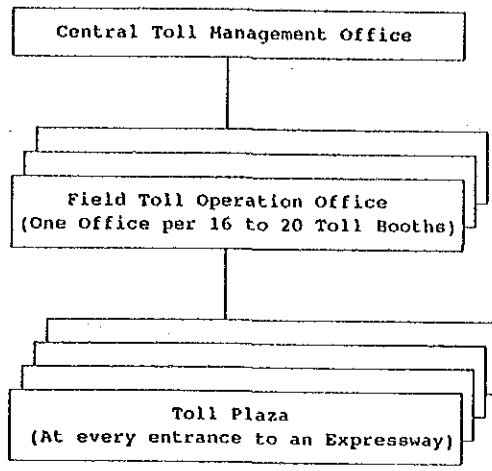 Central Toll Management Office
Field Toll Operation Office
(One Office per 16 to 20 Toll Booths)
Toll Plaza
(At every entrance to an Expressway)